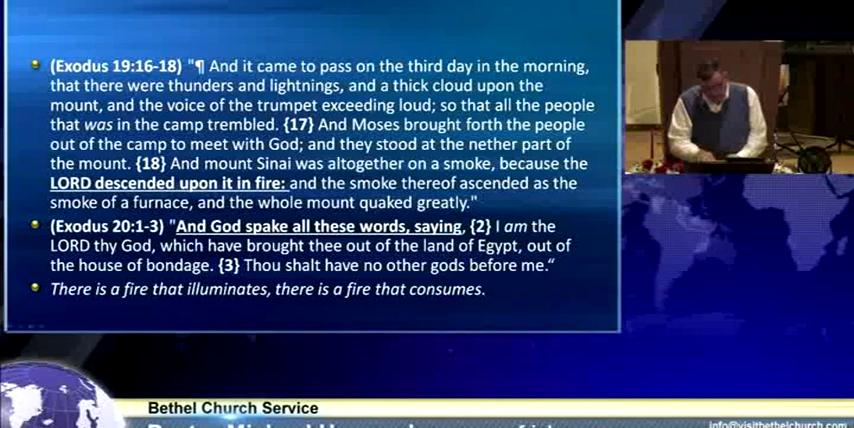 (Exodus 19:16-18) "¶ And it came to pass on the third day in the morning,
that there were thunders and lightnings, and a thick cloud upon the
mount, and the voice of the trumpet exceeding loud; so that all the people
that was in the camp trembled. {17} And Moses brought forth the people
out of the camp to meet with God; and they stood at the nether part of
the mount. {18} And mount Sinai was altogether on a smoke, because the
LORD descended upon it in fire: and the smoke thereof ascended as the
smoke of a furnace, and the whole mount quaked greatly."
(Exodus 20:1-3) "And God spake all these words, saying, {2} I am the
LORD thy God, which have brought thee out of the land of Egypt, out of
the house of bondage. {3} Thou shalt have no other gods before me.“
There is a fire that illuminates, there is a fire that consumes.
Bethel Church Service
info@visitbethelchurch.com